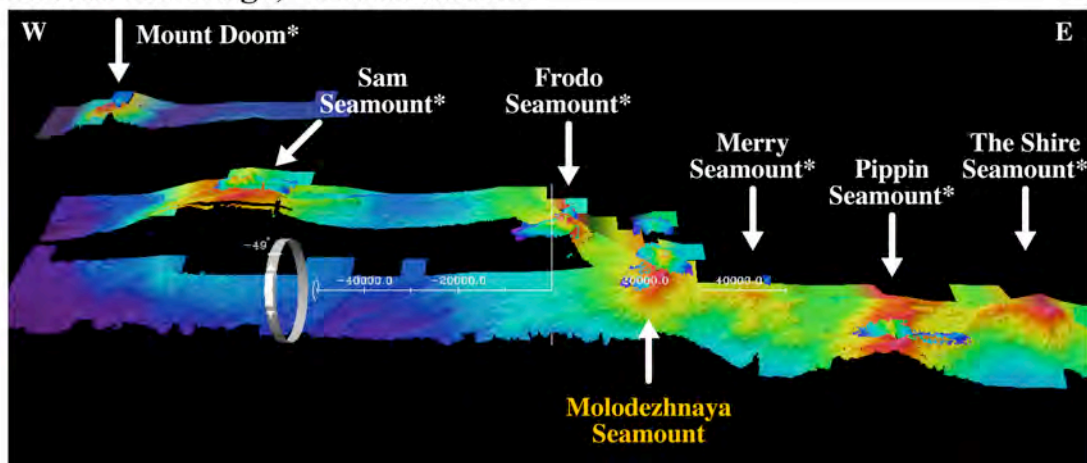 W
E
Mount Doom*
Sam
Seamount*
Frodo
Seamount*
Merry
Seamount*
Pippin
Seamount*
The Shire
Seamount*
-49°
-40000.0
-20000.0
20000.0
40000.0
Molodezhnaya
Seamount